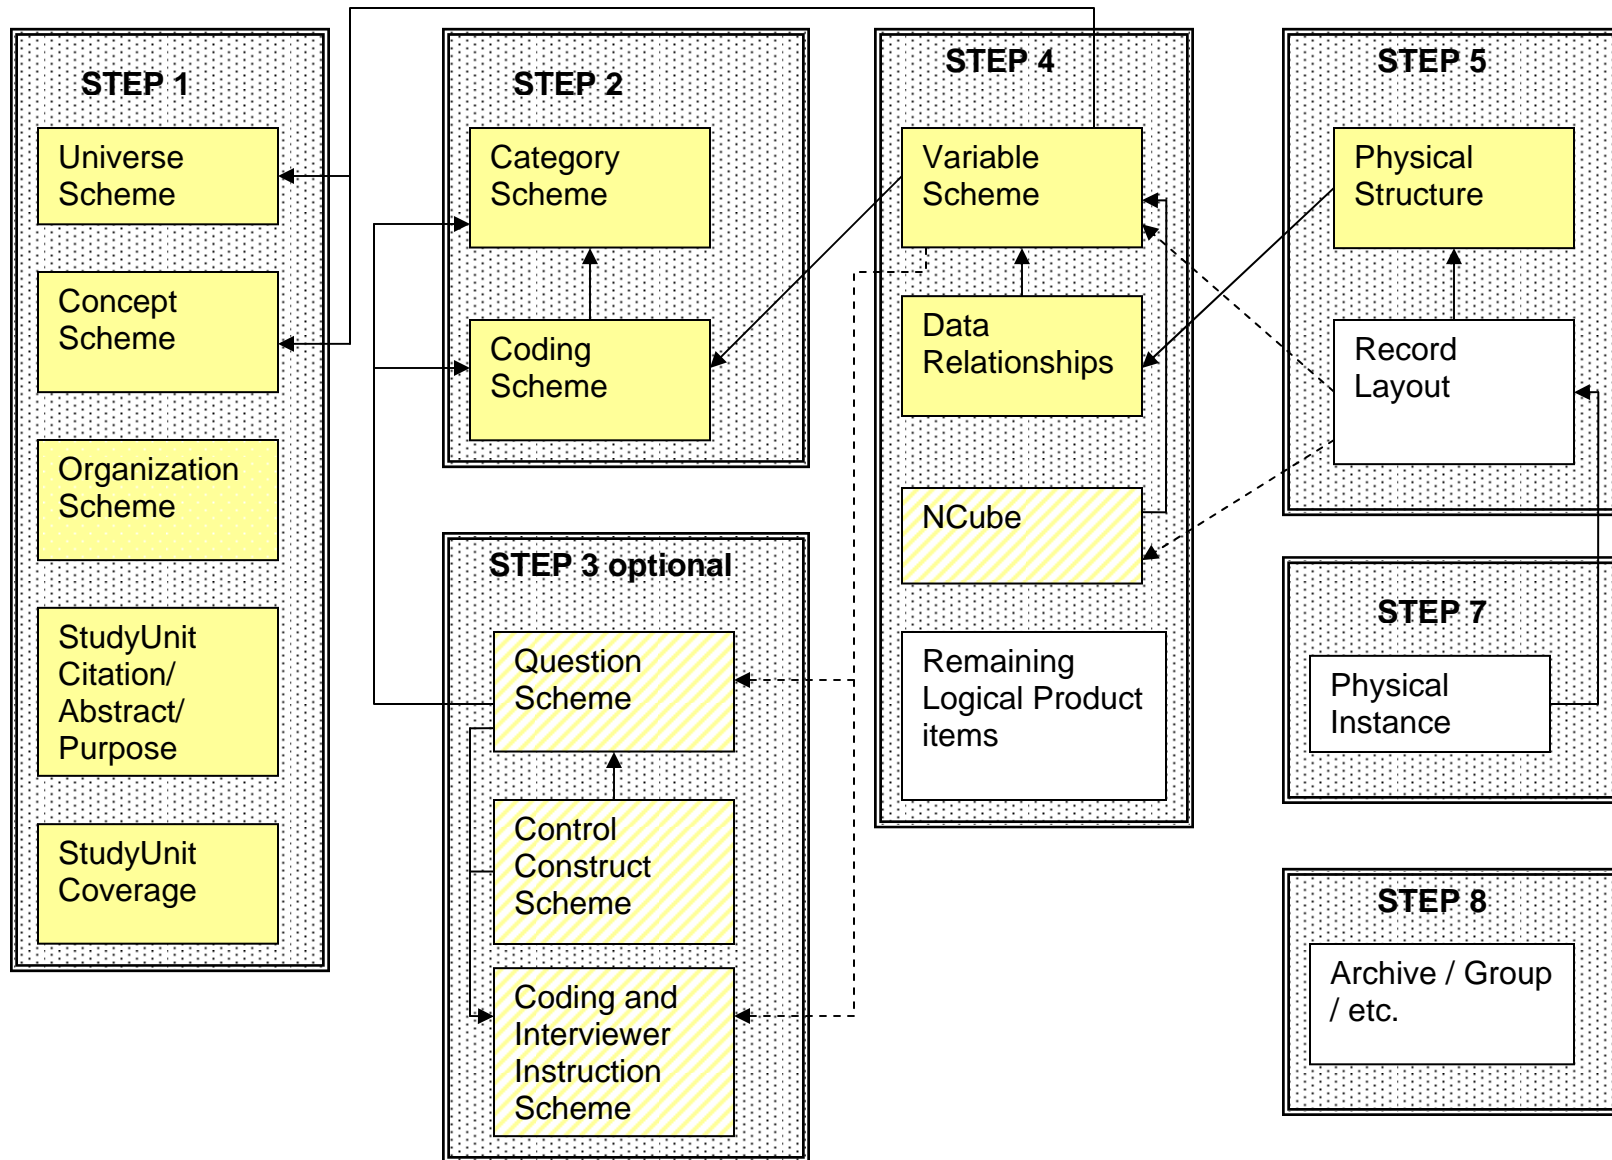 STEP 1
Universe
Scheme
Concept
Scheme
Organization
Scheme
StudyUnit
Citation/
Abstract/
Purpose
StudyUnit
Coverage
STEP 2
Category
Scheme
Coding
Scheme
STEP 3 optional
Question
Scheme
Control
Construct
Scheme
Coding and
Interviewer
Instruction
Scheme
STEP 4
Variable
Scheme
Data
Relationships
NCube
Remaining
Logical Product
items
STEP 5
Physical
Structure
Record
Layout
STEP 7
Physical
Instance
STEP 8
Archive / Group
/ etc.